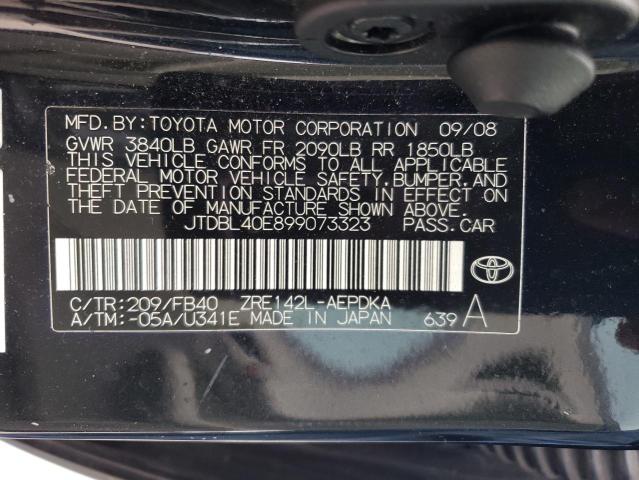 MFD.BY:TOYOTA MOTOR CORPORATION 09/08
GVWR 3840LB GAWR FR 2090LB RR 1850LB
THIS VEHICLE CONFORMS TO ALL APPLICABLE
FEDERAL MOTOR VEHICLE SAFETY,BUMPER,AND
THEFT PREVENTION STANDARDS IN EFFECT ON
THE DATE OF MANUFACTURE SHOWN ABOVE.
JTDBL40E899073323 PASS.CAR
C/TR:209/FB40 ZRE142L-AEPDKA
A/TM:-05A/U341E MADE IN JAPAN 639 A